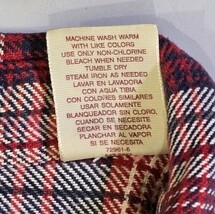 MACHINE WASH WARM
WITH LIKE COLORS
USE ONLY NON-CHLORINE
BLEACH WHEN NEEDED
TUMBLE DRY
STEAM IRON AS NEEDED
LAVAR EN LAVADORA
CON AQUA TIBIA
CON COLORES SIMILARES
USAR SOLAMENTE
BLANQUEADOR SIN CLORO,
CUANDO SE NECESITE
SEGAR EN SECADORA
PLANCHAR AL VAPOR
SI SE NECESITA
72961-6